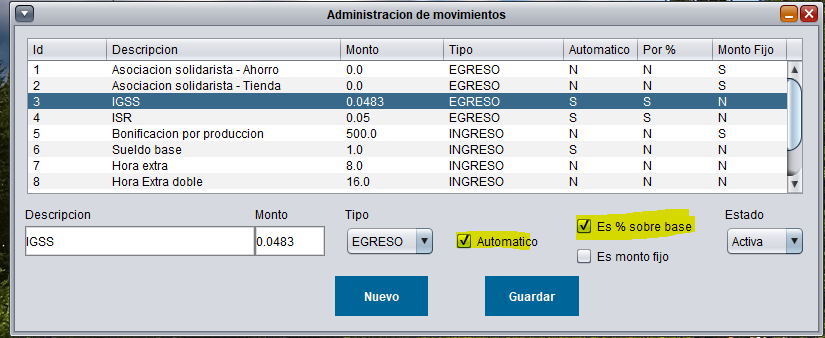 Administracion de movimientos
Id Descripcion Monto Tipo Automatico Por % Monto Fijo
1 Asociacion solidarista - Ahorro 0.0 EGRESO N N S
2 Asociacion solidarista - Tienda 0.0 EGRESO N N S
3 IGSS 0.0483 EGRESO S S N
4 ISR 0.05 EGRESO S S N
5 Bonificacion por produccion 500.0 INGRESO N N N
6 Sueldo base 1.0 INGRESO S N N
7 Hora extra 8.0 INGRESO N N N
8 Hora Extra doble 16.0 INGRESO N N N
Descripcion Monto Tipo Estado
IGSS 0.0483 EGRESO Automatico Es % sobre base Activa
Es monto fijo
Nuevo Guardar